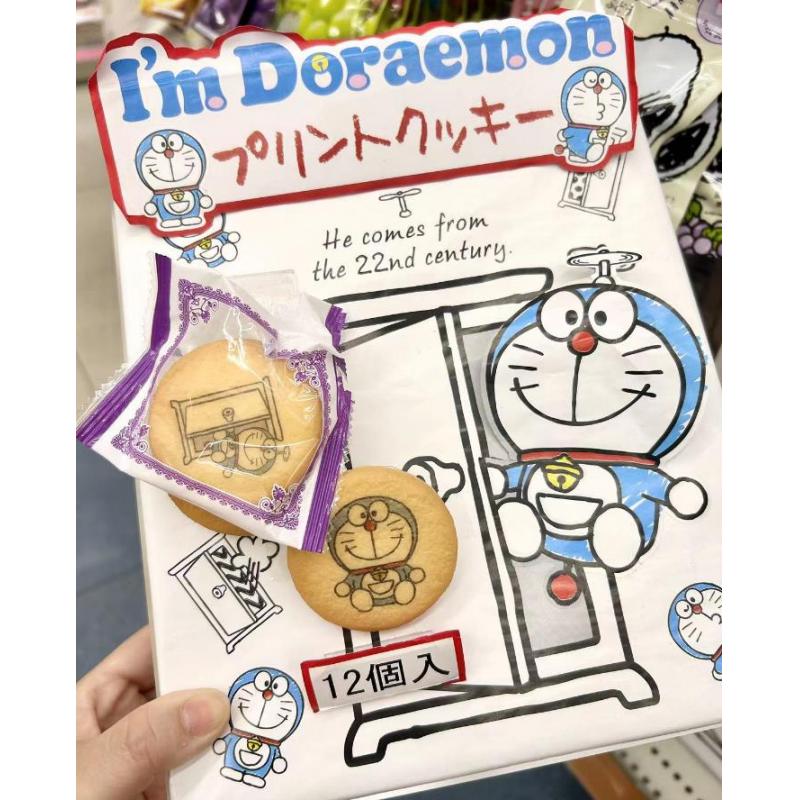 I'm Doraemon
プリントクッキー
He comes from
the 22nd century.
12個入